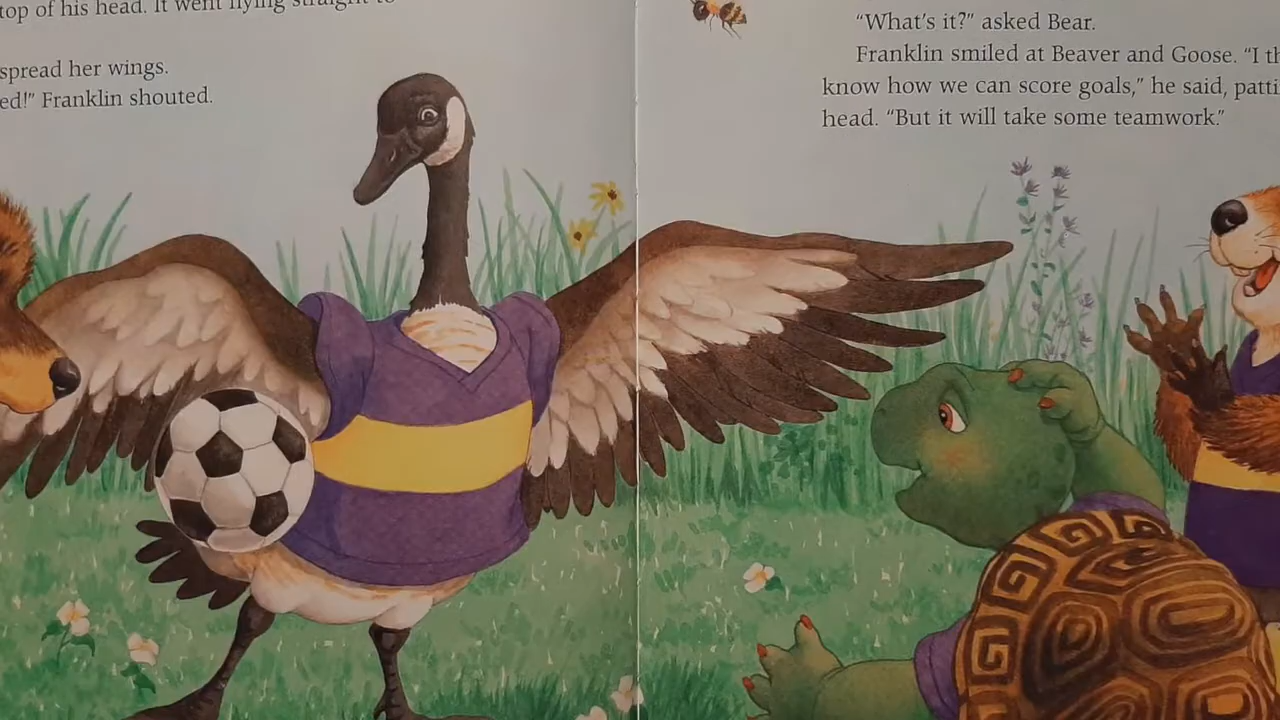 top of his head. It went flying straight to
spread her wings.
ed!” Franklin shouted.
“What’s it?” asked Bear.
Franklin smiled at Beaver and Goose. “I th
know how we can score goals,” he said, patti
head. “But it will take some teamwork.”